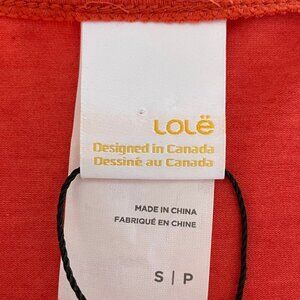 Lolë
Designed in Canada
Dessiné au Canada
MADE IN CHINA
FABRIQUÉ EN CHINE
S | P